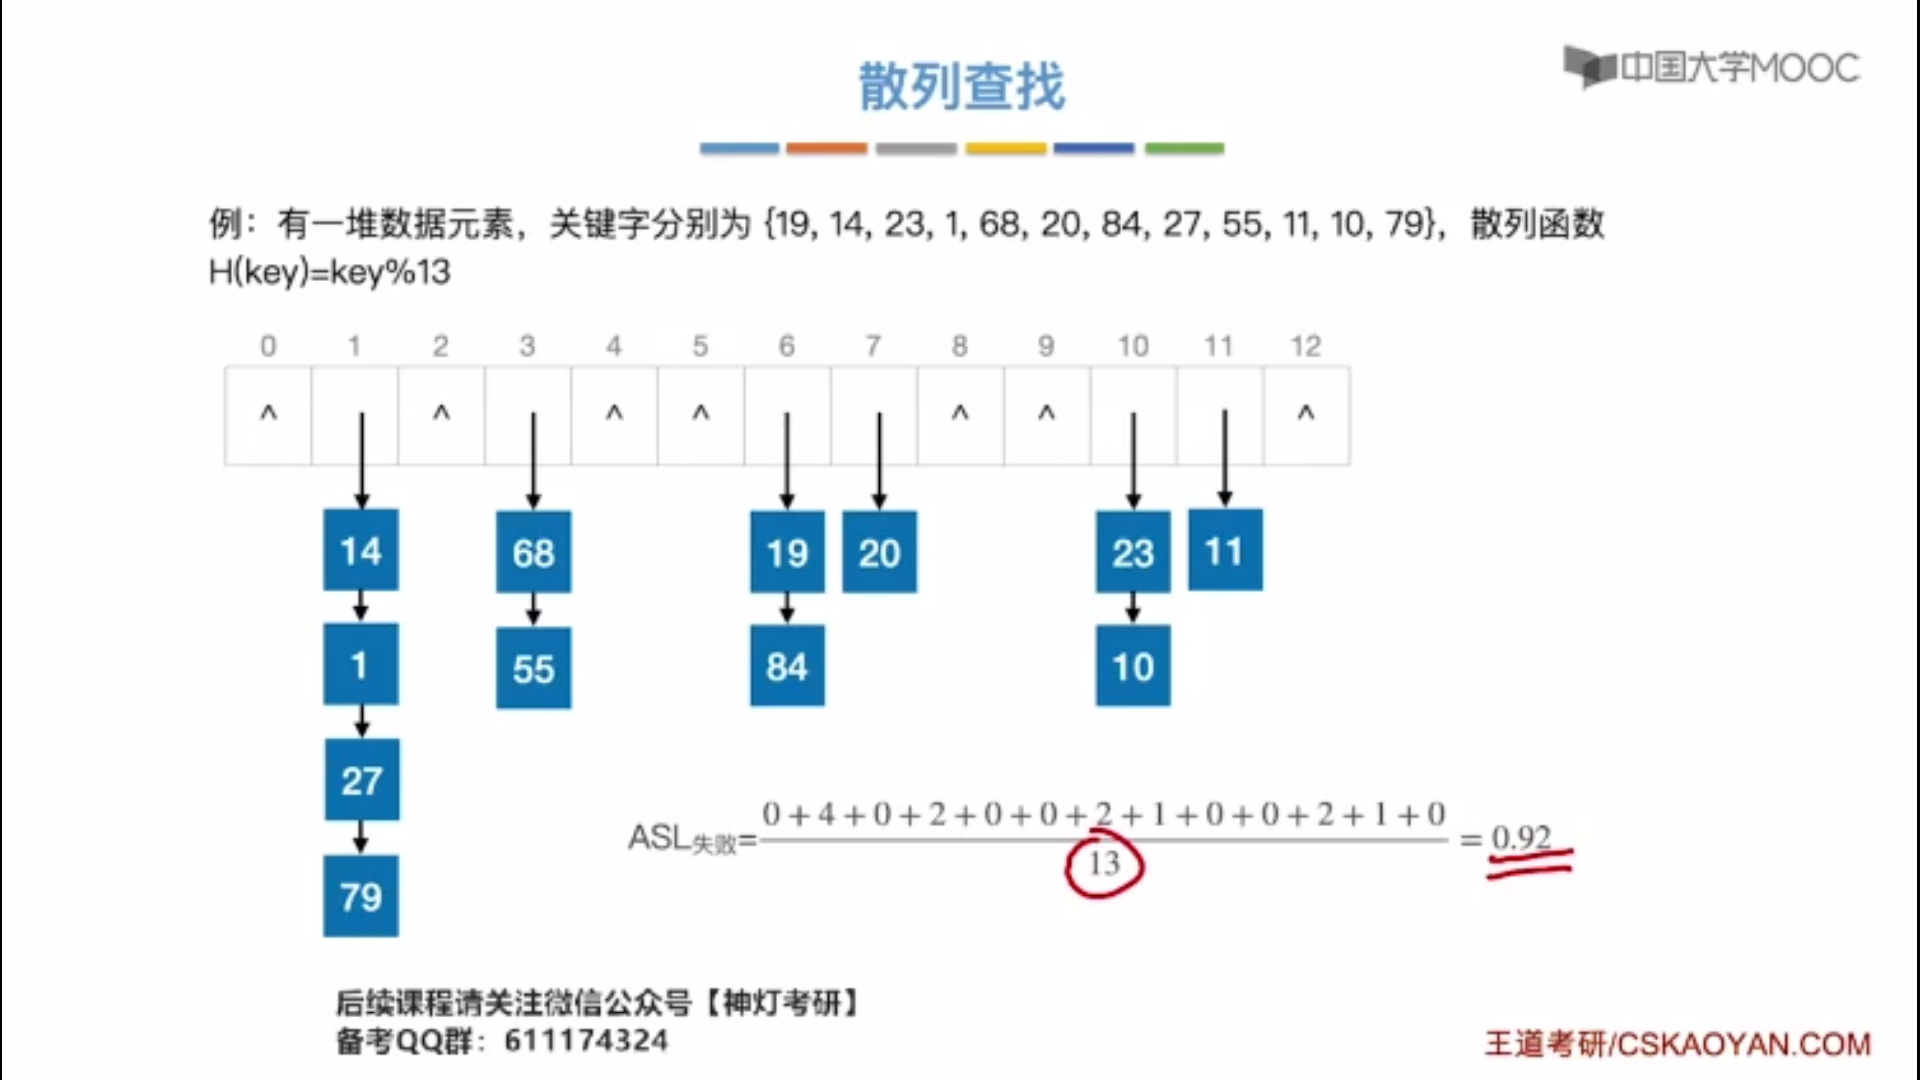 散列查找
中国大学MOOC
例：有一堆数据元素，关键字分别为 {19, 14, 23, 1, 68, 20, 84, 27, 55, 11, 10, 79}，散列函数
H(key)=key%13
0 1 2 3 4 5 6 7 8 9 10 11 12
^ ^ ^ ^ ^ ^ ^
14 68 19 20 23 11
1 55 84 10
27
79
ASL失败= 0+4+0+2+0+0+2+1+0+0+2+1+0
13
= 0.92
后续课程请关注微信公众号【神灯考研】
备考QQ群：611174324
王道考研/CSKAOYAN.COM